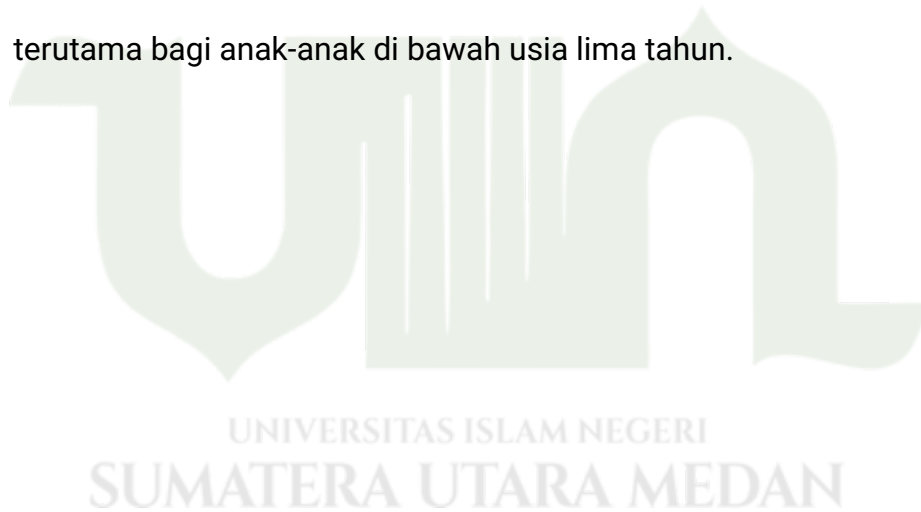 terutama bagi anak-anak di bawah usia lima tahun.
UNIVERSITAS ISLAM NEGERI
SUMATERA UTARA MEDAN